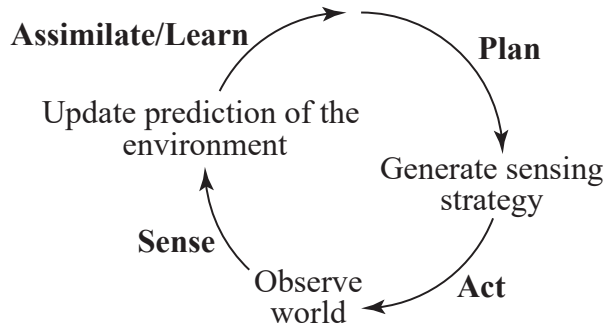 Assimilate/Learn
Plan
Update prediction of the
environment
Generate sensing
strategy
Sense
Observe
world
Act